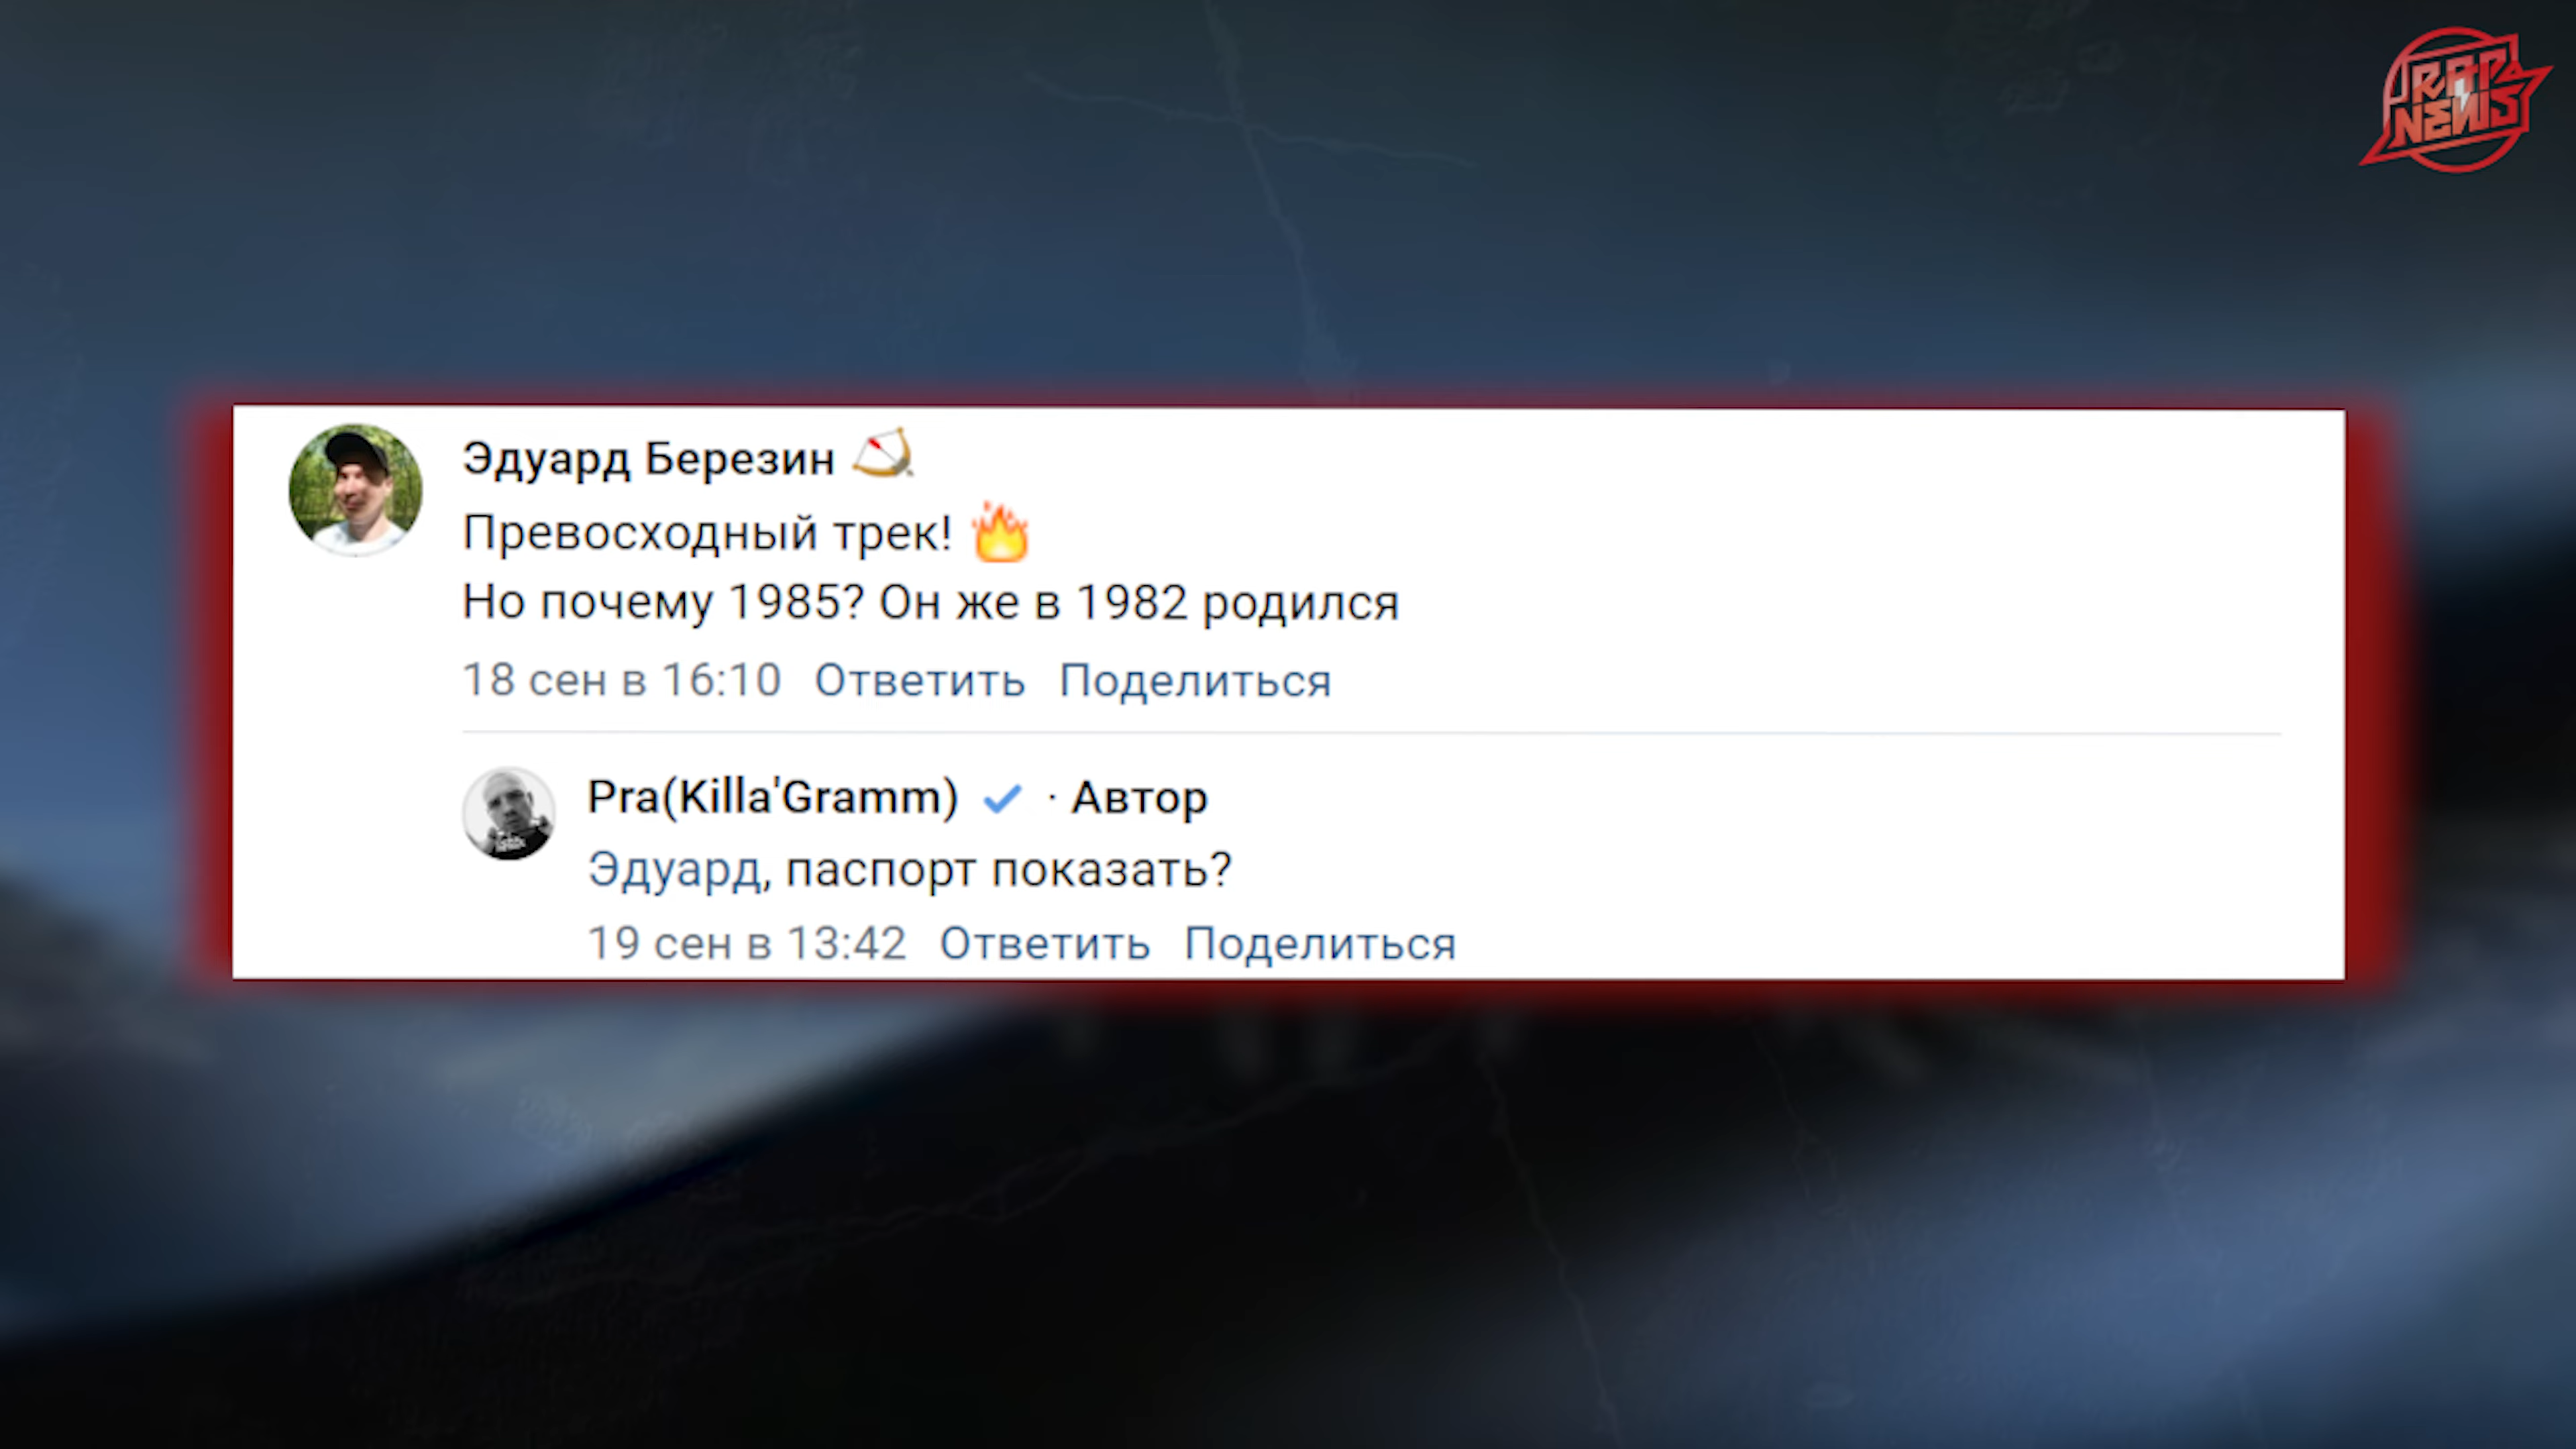 RAP
NEWS
Эдуард Березин
Превосходный трек! 🔥
Но почему 1985? Он же в 1982 родился
18 сен в 16:10 Ответить Поделиться
Pra(Killa'Gramm) · Автор
Эдуард, паспорт показать?
19 сен в 13:42 Ответить Поделиться